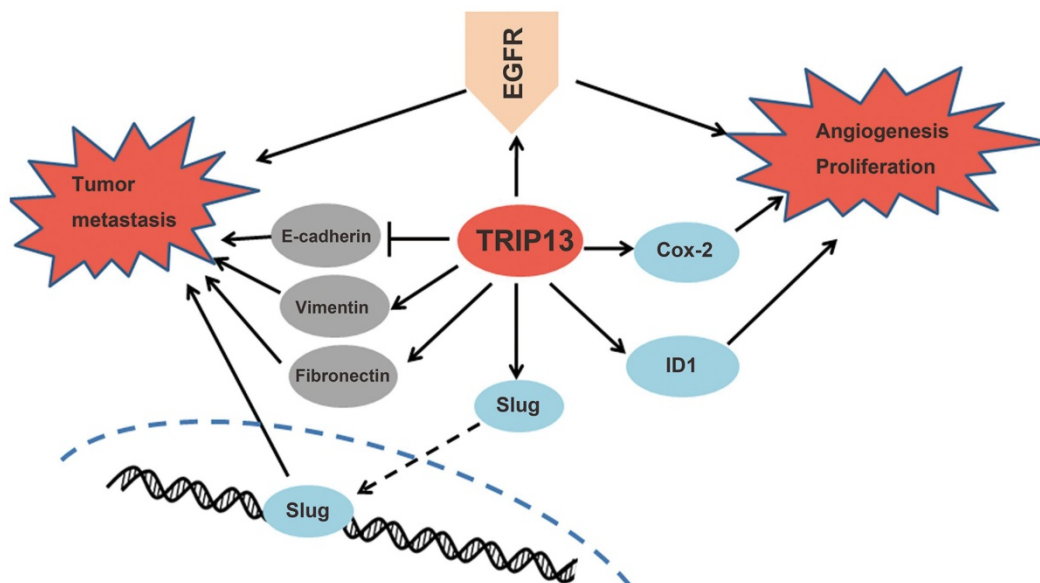 EGFR
Angiogenesis
Proliferation
Tumor
metastasis
E-cadherin
TRIP13
Cox-2
Vimentin
ID1
Fibronectin
Slug
Slug